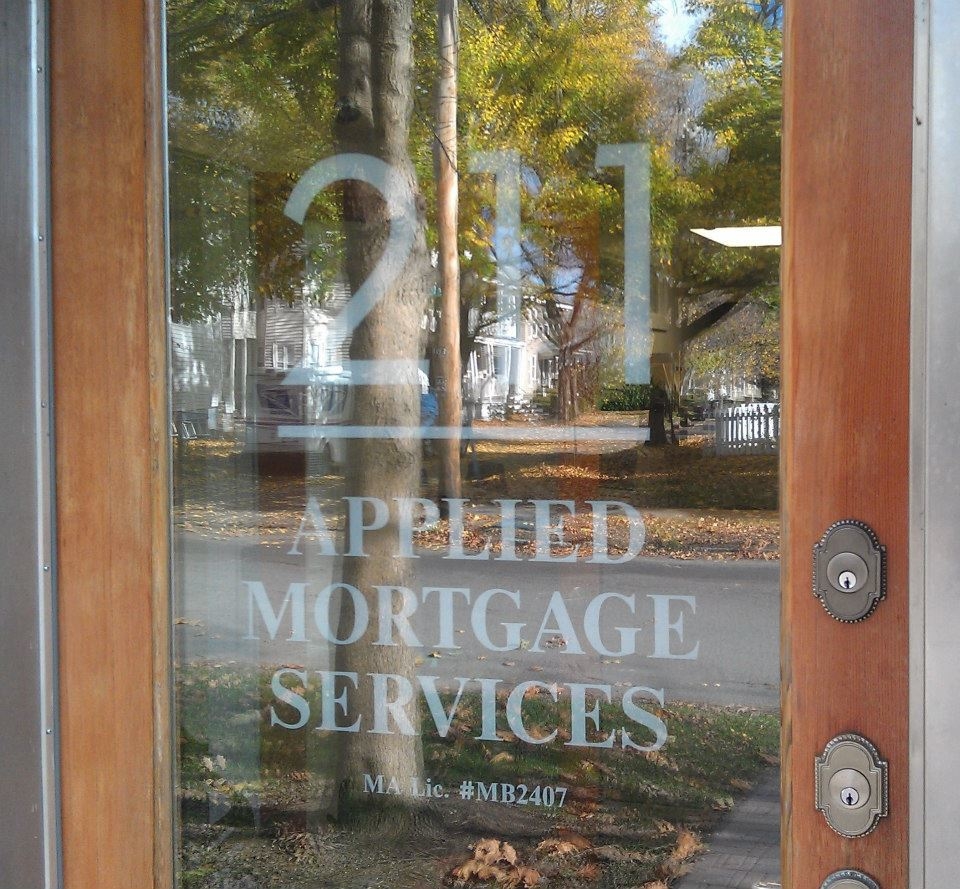 211
APPLIED
MORTGAGE
SERVICES
MA Lic. #MB2407